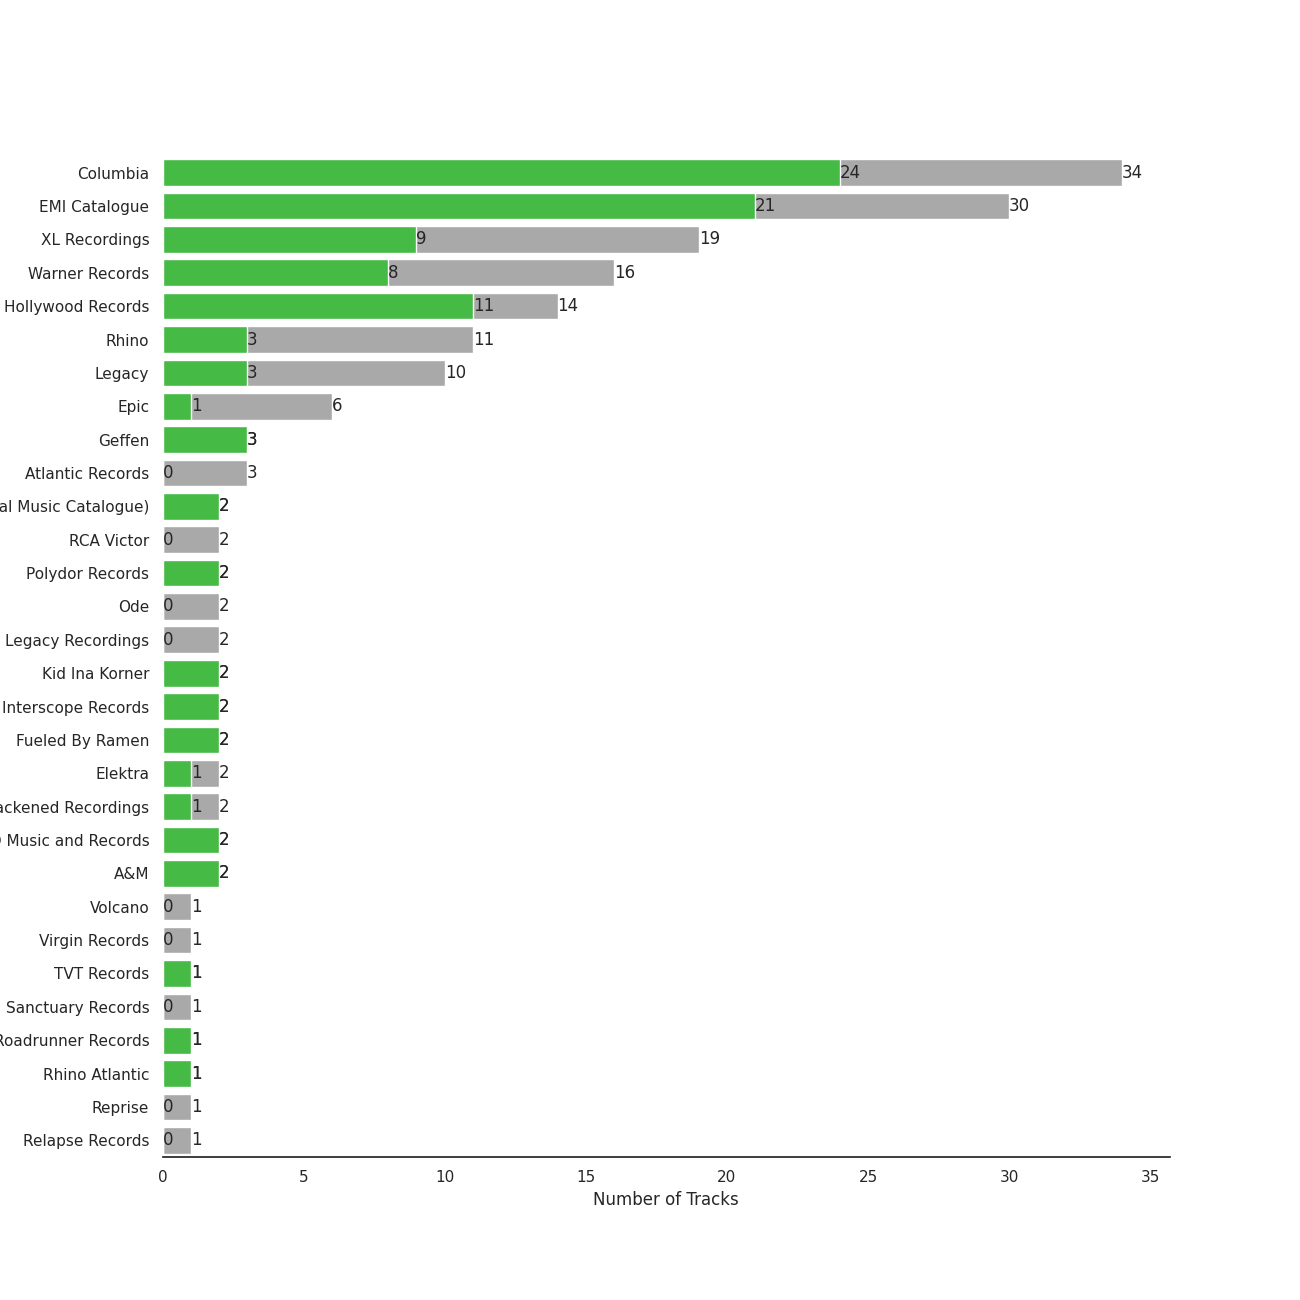 Columbia 24 34
EMI Catalogue 21 30
XL Recordings 9 19
Warner Records 8 16
Hollywood Records 11 14
Rhino 3 11
Legacy 3 10
Epic 1 6
Geffen 3
Atlantic Records 0 3
Music Catalogue) 2
RCA Victor 0 2
Polydor Records 2
Ode 0 2
Legacy Recordings 0 2
Kid Ina Korner 2
Interscope Records 2
Fueled By Ramen 2
Elektra 1 2
ackened Recordings 1 2
Music and Records 2
A&M 2
Volcano 0 1
Virgin Records 0 1
TVT Records 1
Sanctuary Records 0 1
Roadrunner Records 1
Rhino Atlantic 1
Reprise 0 1
Relapse Records 0 1
0 5 10 15 20 25 30 35
Number of Tracks